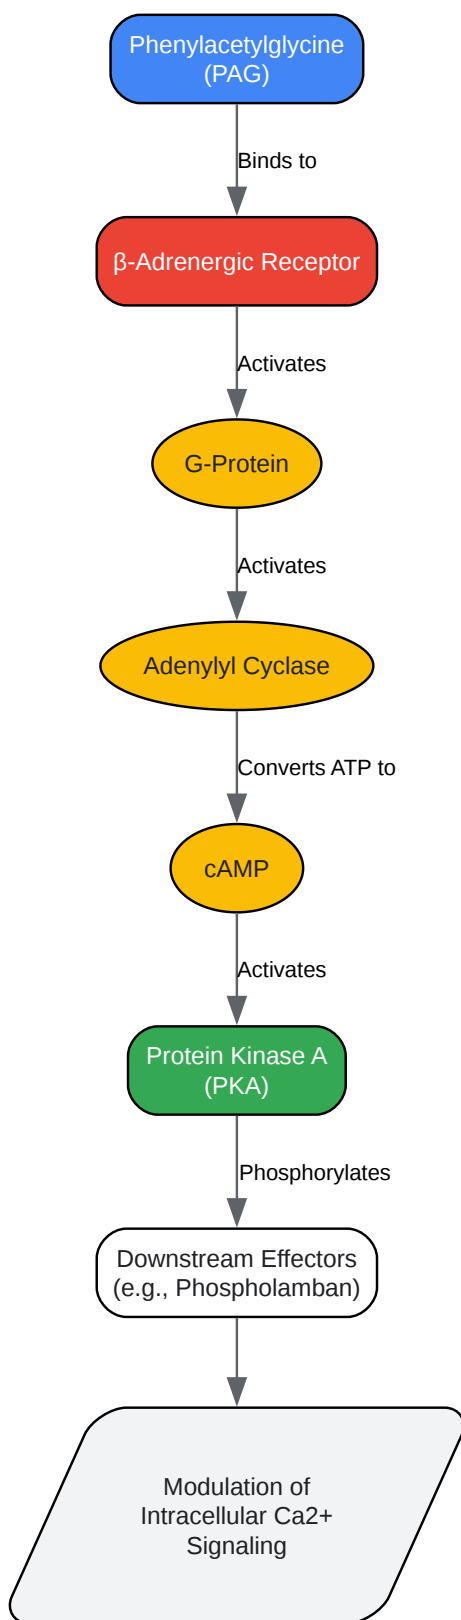 Phenylacetylglycine
(PAG)
Binds to
β-Adrenergic Receptor
Activates
G-Protein
Activates
Adenylyl Cyclase
Converts ATP to
cAMP
Activates
Protein Kinase A
(PKA)
Phosphorylates
Downstream Effectors
(e.g., Phospholamban)
Modulation of
Intracellular Ca2+
Signaling